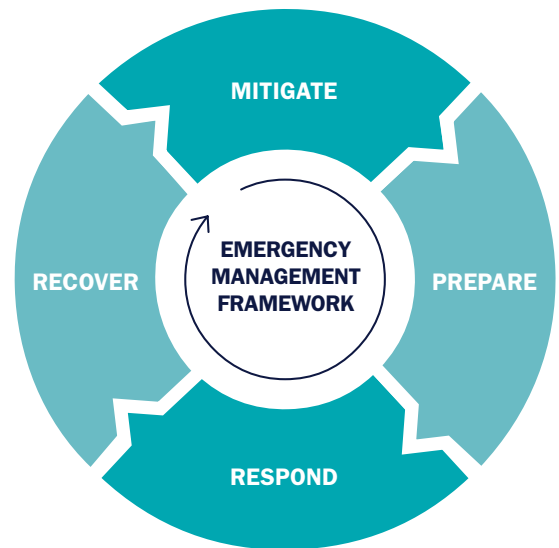 MITIGATE
EMERGENCY
MANAGEMENT
FRAMEWORK
RECOVER
PREPARE
RESPOND